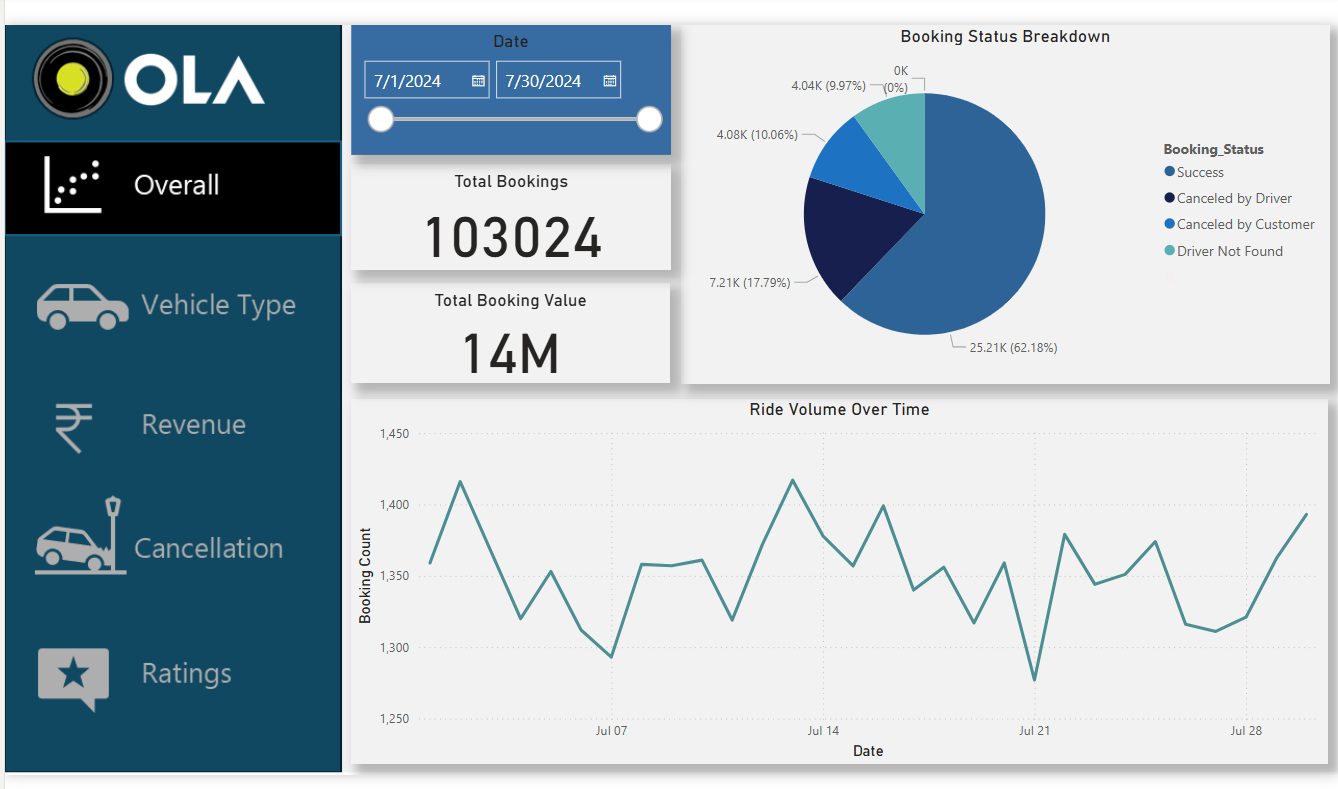 OLA
Overall
Vehicle Type
Revenue
Cancellation
Ratings
Date
7/1/2024
7/30/2024
Total Bookings
103024
Total Booking Value
14M
Booking Status Breakdown
0K
(0%)
4.04K (9.97%)
4.08K (10.06%)
7.21K (17.79%)
25.21K (62.18%)
Booking_Status
Success
Canceled by Driver
Canceled by Customer
Driver Not Found
Ride Volume Over Time
Booking Count
1,450
1,400
1,350
1,300
1,250
Jul 07
Jul 14
Jul 21
Jul 28
Date